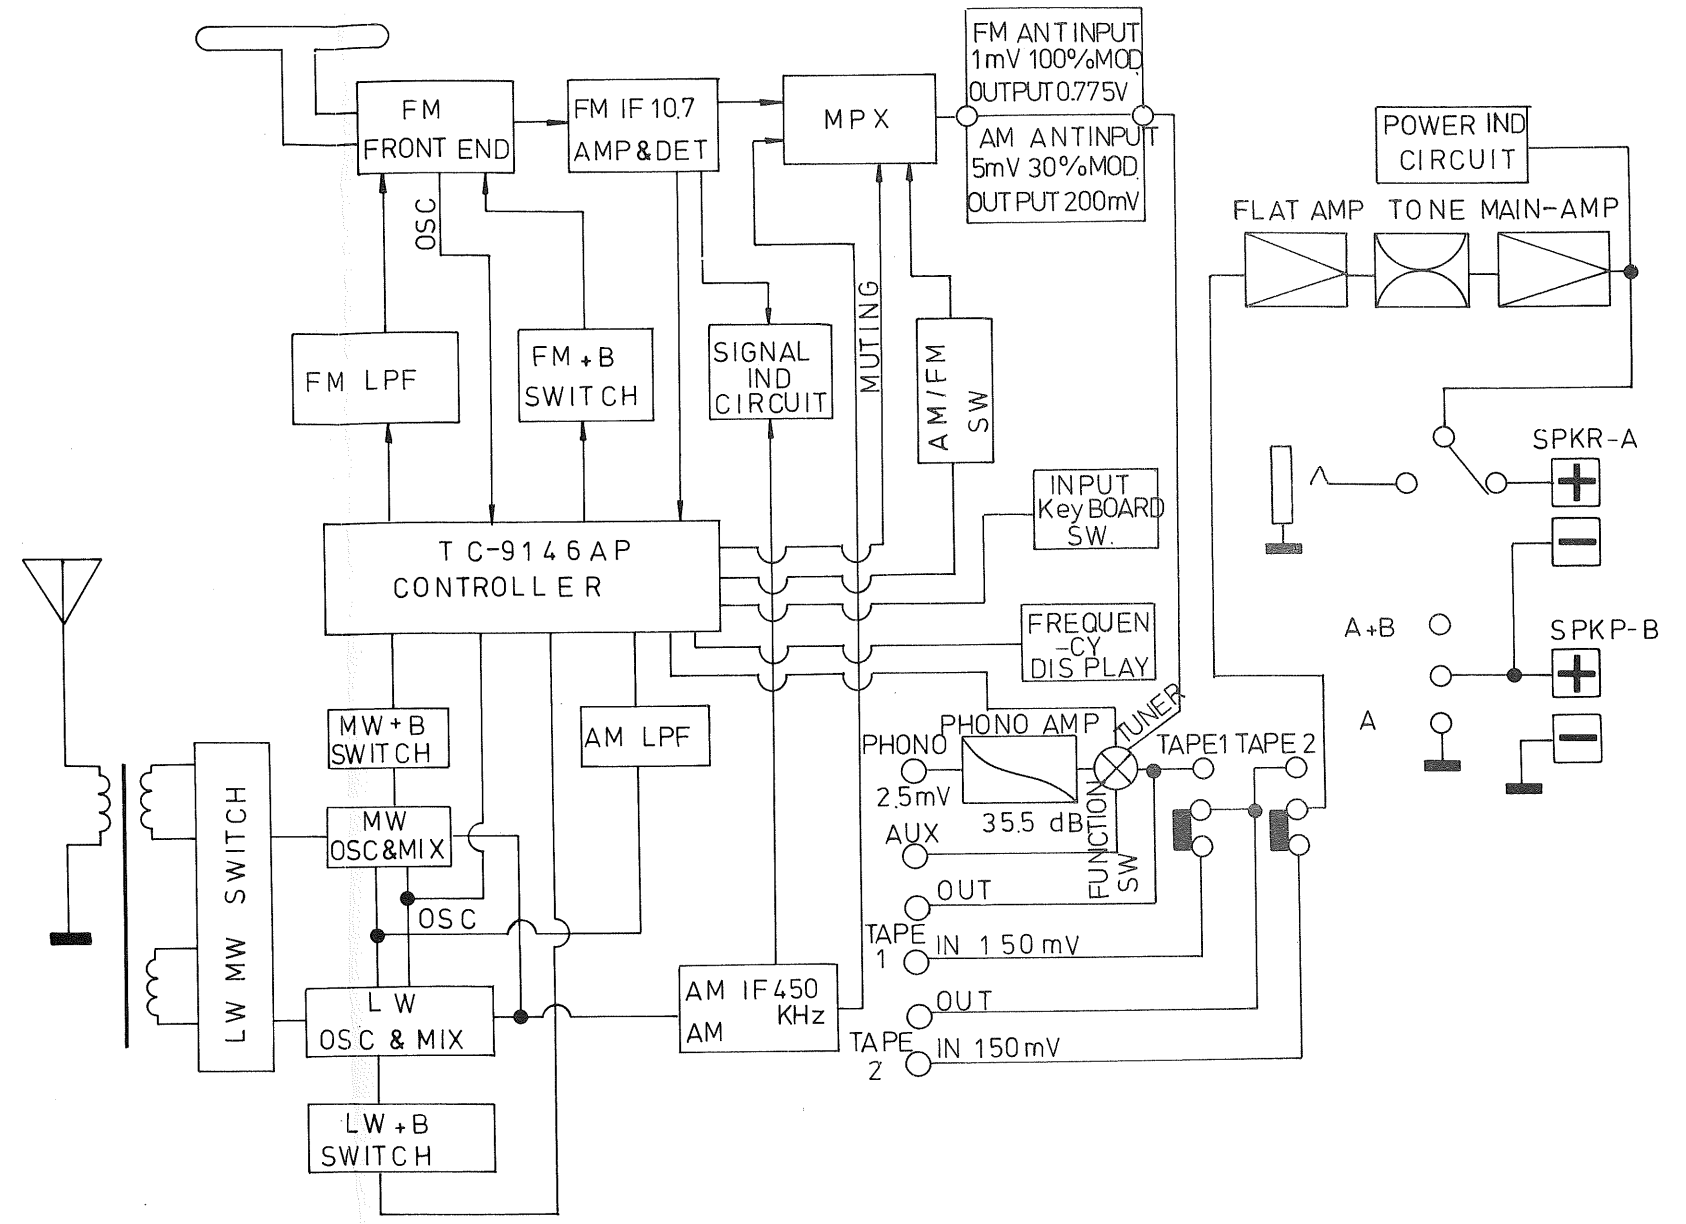 FM
FRONT END
FM IF 10.7
AMP & DET
MPX
FM ANT INPUT
1mV 100% MOD.
OUTPUT 0.775V
AM ANT INPUT
5mV 30% MOD.
OUTPUT 200mV
POWER IND
CIRCUIT
FLAT AMP
TONE
MAIN-AMP
OSC
FM LPF
FM + B
SWITCH
SIGNAL
IND
CIRCUIT
MUTING
AM/FM
SW
INPUT
Key BOARD
SW.
TC-9146AP
CONTROLLER
FREQUEN
-CY
DISPLAY
SPKR-A
+
−
A+B
SPKP-B
+
−
A
MW + B
SWITCH
AM LPF
PHONO AMP
TUNER
PHONO
2.5mV
35.5 dB
TAPE1
TAPE 2
FUNCTION
SW
AUX
MW
OSC & MIX
LW MW SWITCH
OSC
OUT
TAPE
1
IN 150mV
LW
OSC & MIX
AM IF 450
KHz
AM
OUT
TAPE
2
IN 150mV
LW + B
SWITCH